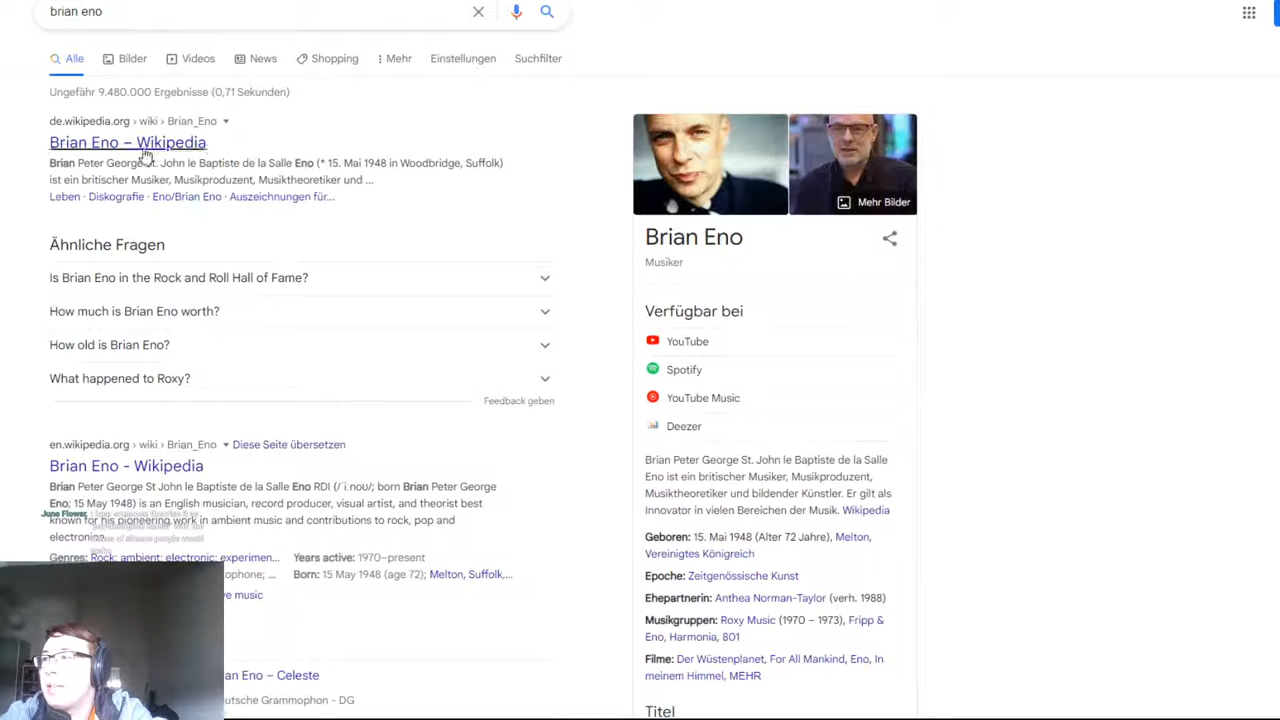 brian eno
Alle
Bilder
Videos
News
Shopping
Mehr
Einstellungen
Suchfilter
Ungefähr 9.480.000 Ergebnisse (0,71 Sekunden)
de.wikipedia.org › wiki › Brian_Eno
Brian Eno – Wikipedia
Brian Peter George St. John le Baptiste de la Salle Eno (* 15. Mai 1948 in Woodbridge, Suffolk)
ist ein britischer Musiker, Musikproduzent, Musiktheoretiker und ...
Leben · Diskografie · Eno/Brian Eno · Auszeichnungen für...
Ähnliche Fragen
Is Brian Eno in the Rock and Roll Hall of Fame?
How much is Brian Eno worth?
How old is Brian Eno?
What happened to Roxy?
Feedback geben
en.wikipedia.org › wiki › Brian_Eno
Diese Seite übersetzen
Brian Eno - Wikipedia
Brian Peter George St John le Baptiste de la Salle Eno RDI (/ˈiːnoʊ/; born Brian Peter George
Eno; 15 May 1948) is an English musician, record producer, visual artist, and theorist best
known for his pioneering work in ambient music and contributions to rock, pop and
electronic
June Flower
Genres: Rock; ambient; electronic; experimen...
Years active: 1970–present
xophone; ...
Born: 15 May 1948 (age 72); Melton, Suffolk,...
ve music
an Eno – Celeste
utsche Grammophon - DG
Mehr Bilder
Brian Eno
Musiker
Verfügbar bei
YouTube
Spotify
YouTube Music
Deezer
Brian Peter George St. John le Baptiste de la Salle
Eno ist ein britischer Musiker, Musikproduzent,
Musiktheoretiker und bildender Künstler. Er gilt als
Innovator in vielen Bereichen der Musik. Wikipedia
Geboren: 15. Mai 1948 (Alter 72 Jahre), Melton,
Vereinigtes Königreich
Epoche: Zeitgenössische Kunst
Ehepartnerin: Anthea Norman-Taylor (verh. 1988)
Musikgruppen: Roxy Music (1970 – 1973), Fripp &
Eno, Harmonia, 801
Filme: Der Wüstenplanet, For All Mankind, Eno, In
meinem Himmel, MEHR
Titel